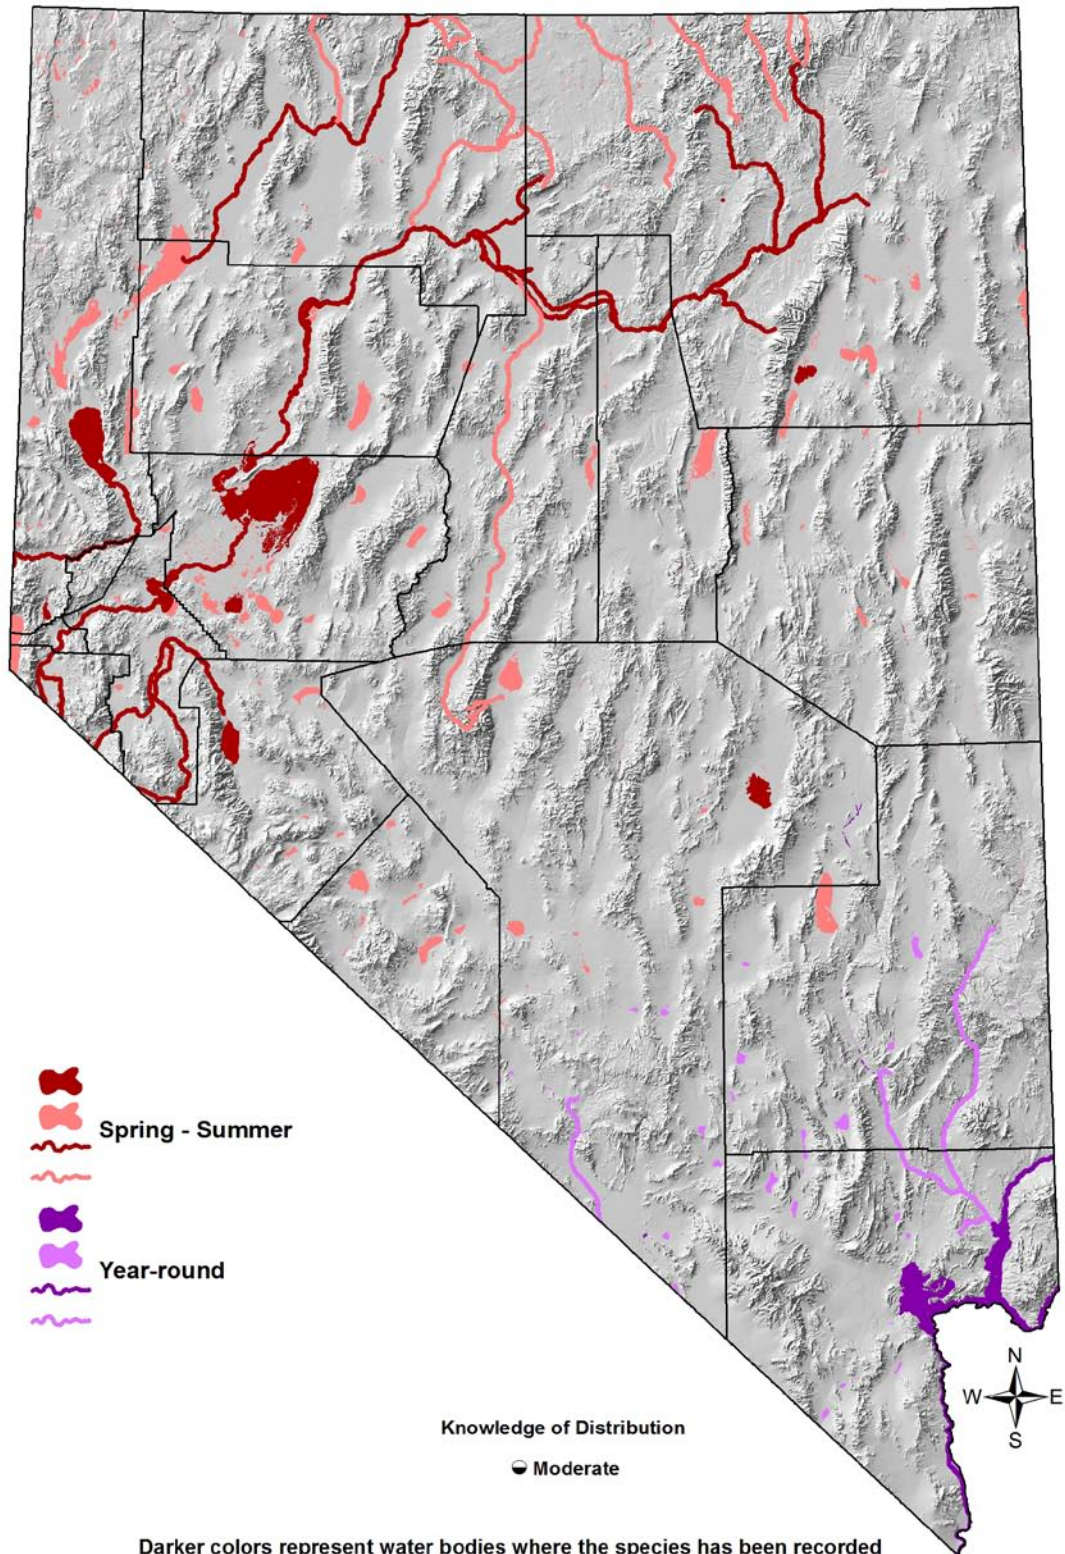 Spring - Summer
Year-round
N
W E
S
Knowledge of Distribution
Moderate
Darker colors represent water bodies where the species has been recorded